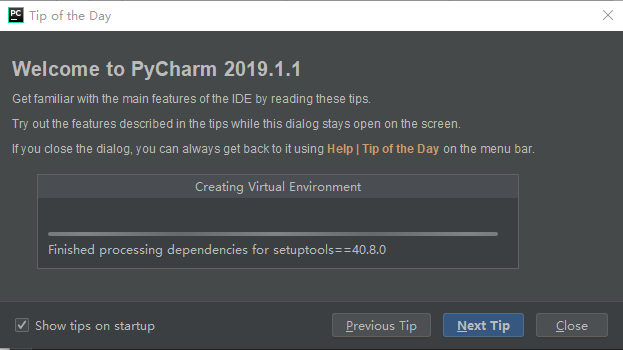 PC
Tip of the Day
Welcome to PyCharm 2019.1.1
Get familiar with the main features of the IDE by reading these tips.
Try out the features described in the tips while this dialog stays open on the screen.
If you close the dialog, you can always get back to it using Help | Tip of the Day on the menu bar.
Creating Virtual Environment
Finished processing dependencies for setuptools==40.8.0
Show tips on startup
Previous Tip
Next Tip
Close